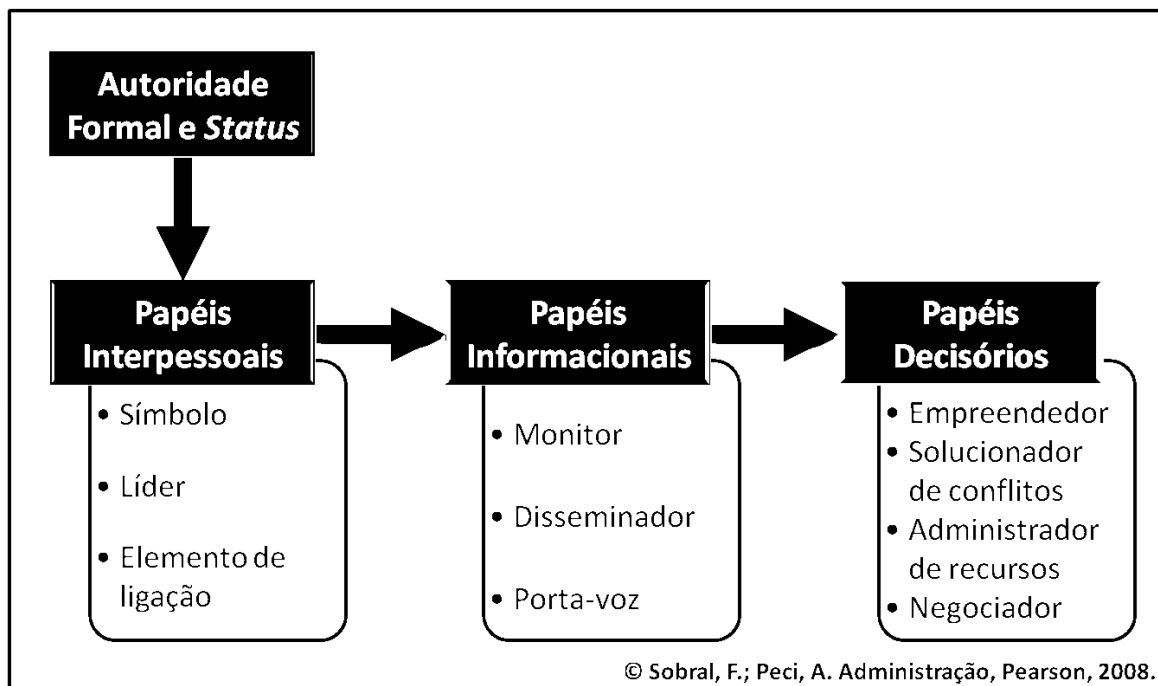 Autoridade
Formal e Status
Papéis
Interpessoais
• Símbolo
• Líder
• Elemento de
ligação
Papéis
Informacionais
• Monitor
• Disseminador
• Porta-voz
Papéis
Decisórios
• Empreendedor
• Solucionador
de conflitos
• Administrador
de recursos
• Negociador
© Sobral, F.; Peci, A. Administração, Pearson, 2008.